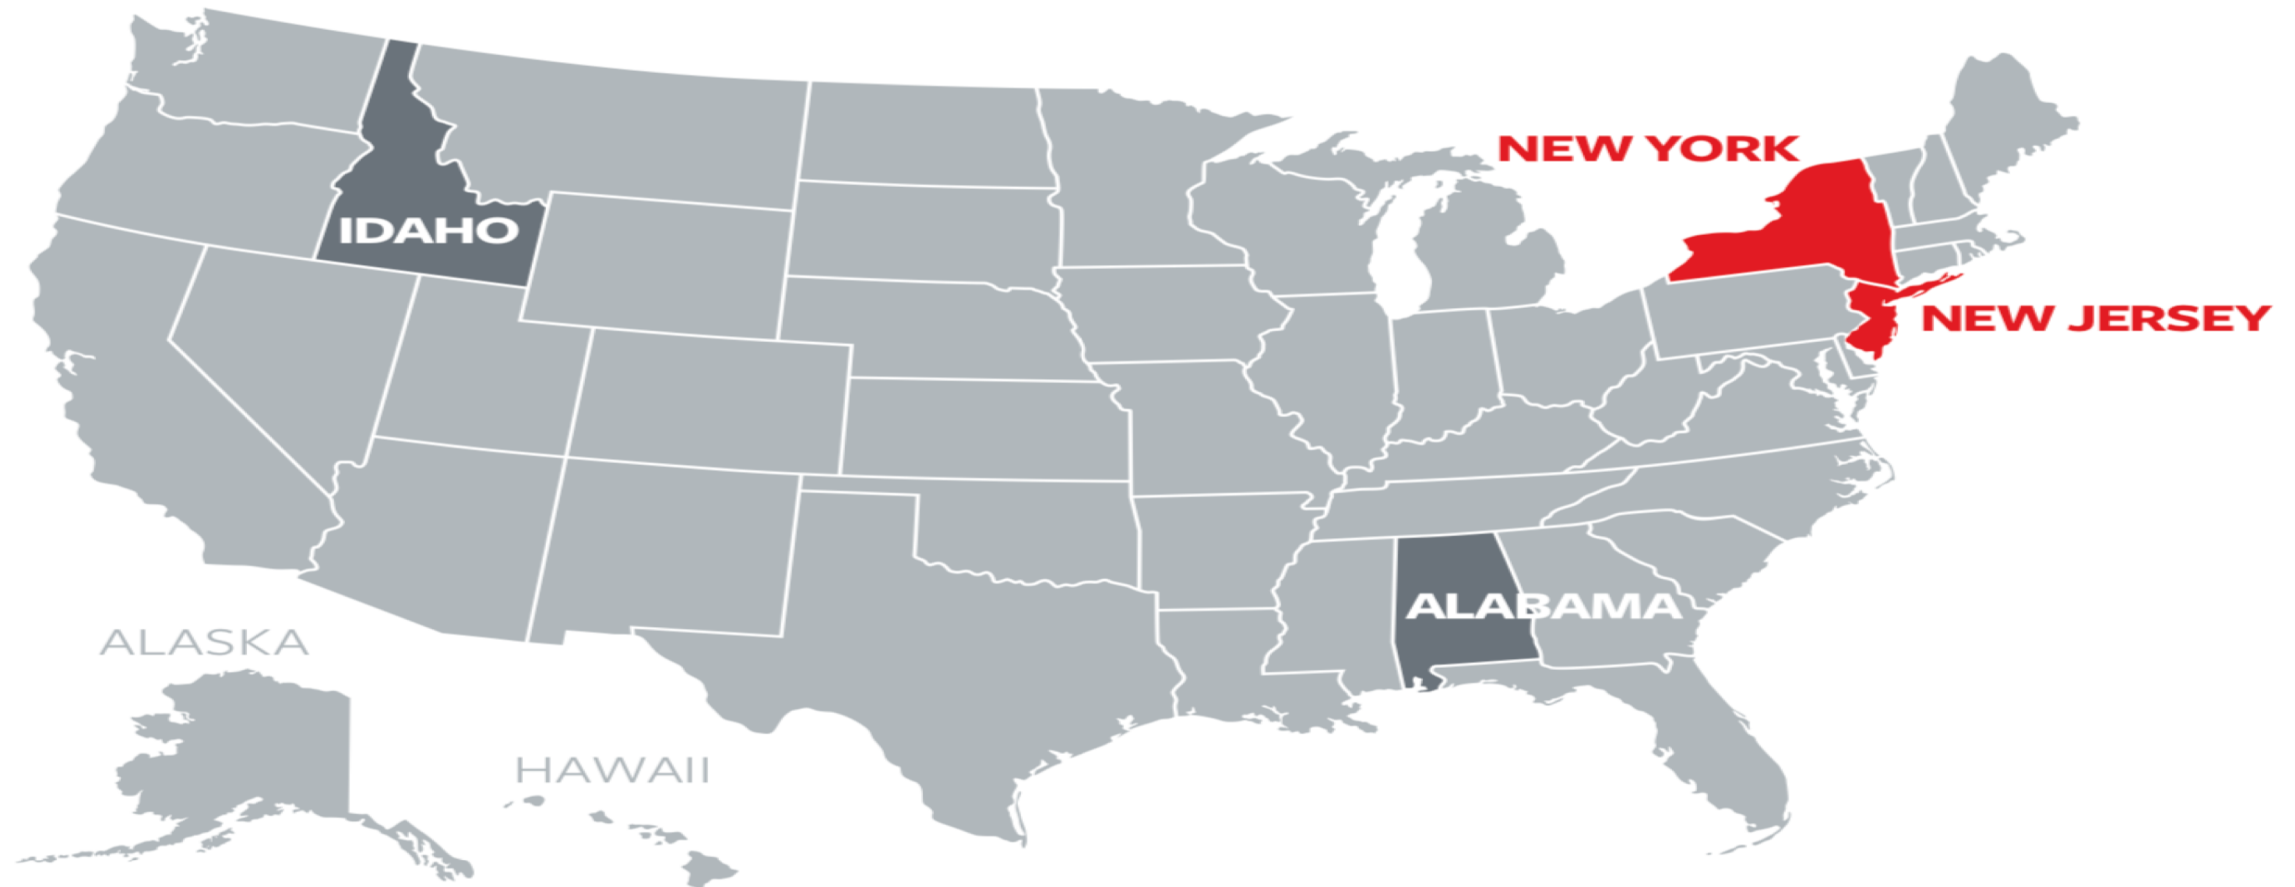 NEW YORK
IDAHO
NEW JERSEY
ALABAMA
ALASKA
HAWAII